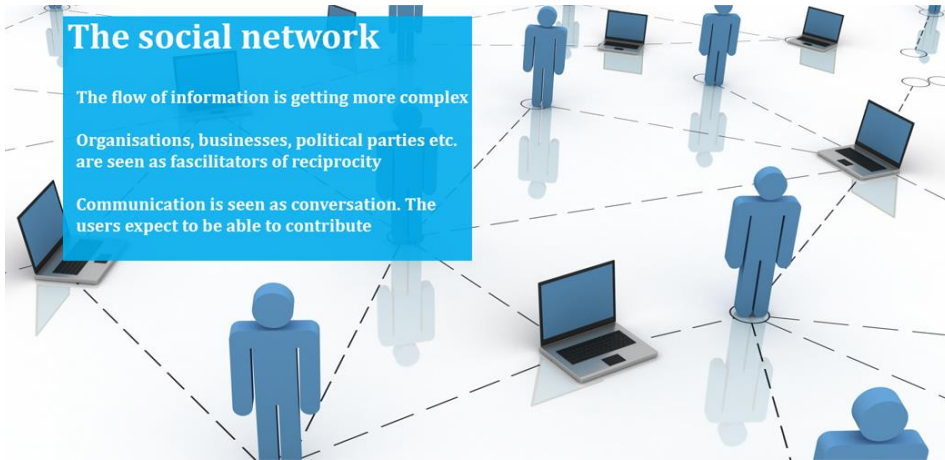 The social network
The flow of information is getting more complex
Organisations, businesses, political parties etc.
are seen as fascilitators of reciprocity
Communication is seen as conversation. The
users expect to be able to contribute